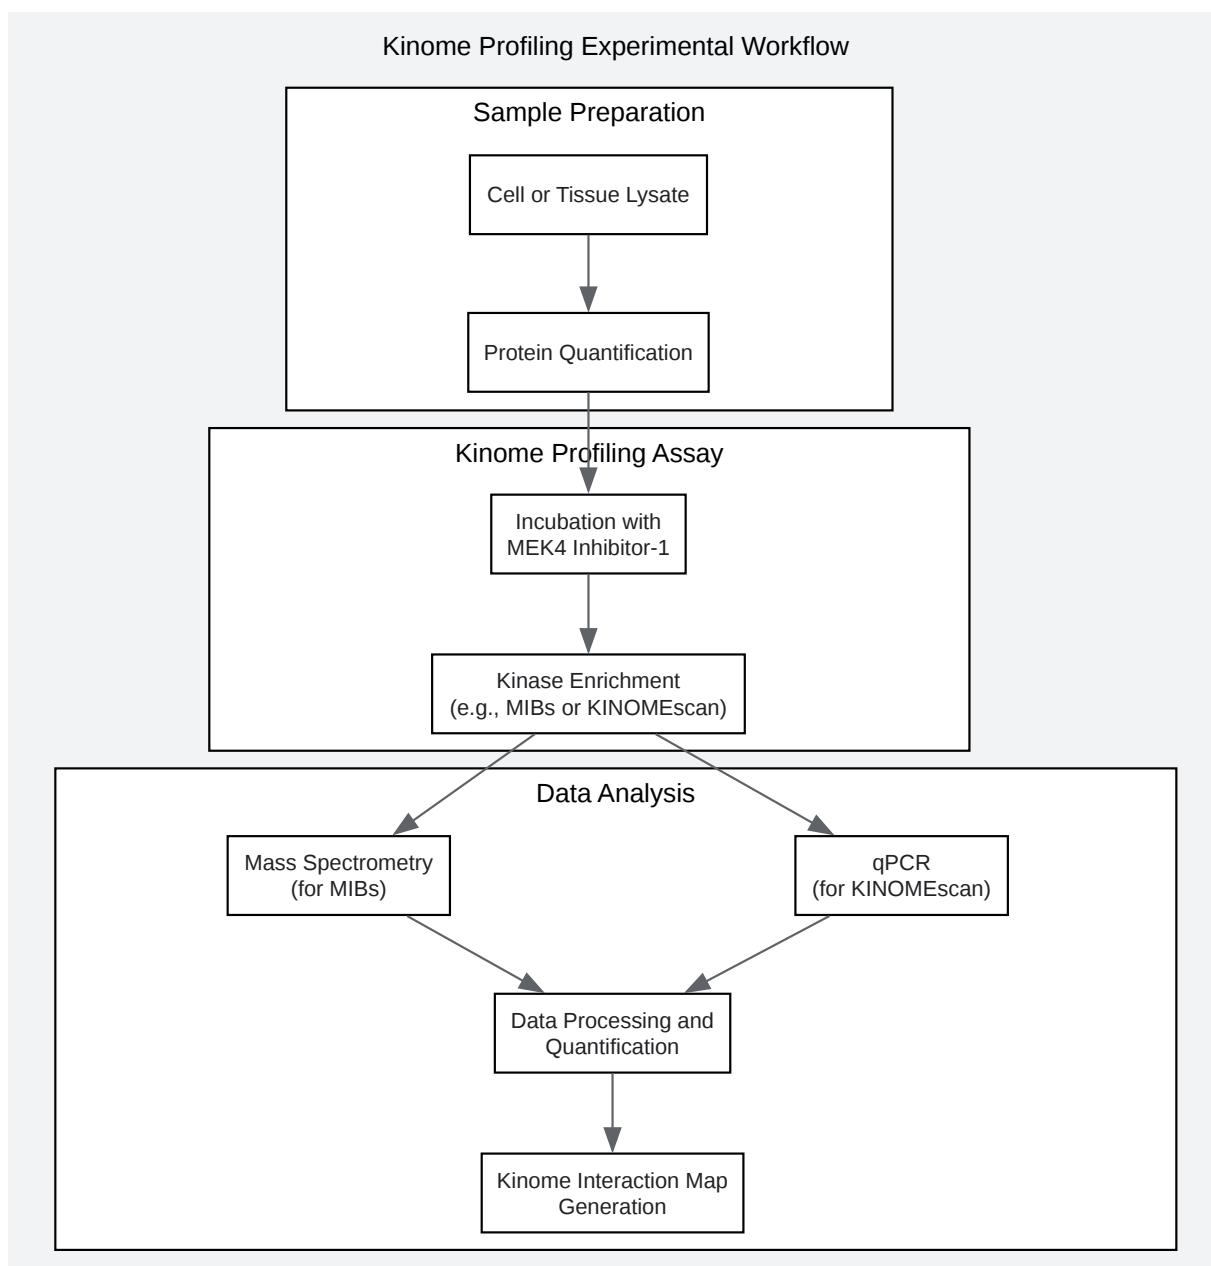 Kinome Profiling Experimental Workflow
Sample Preparation
Cell or Tissue Lysate
Protein Quantification
Kinome Profiling Assay
Incubation with
MEK4 Inhibitor-1
Kinase Enrichment
(e.g., MIBs or KINOMEscan)
Data Analysis
Mass Spectrometry
(for MIBs)
qPCR
(for KINOMEscan)
Data Processing and
Quantification
Kinome Interaction Map
Generation